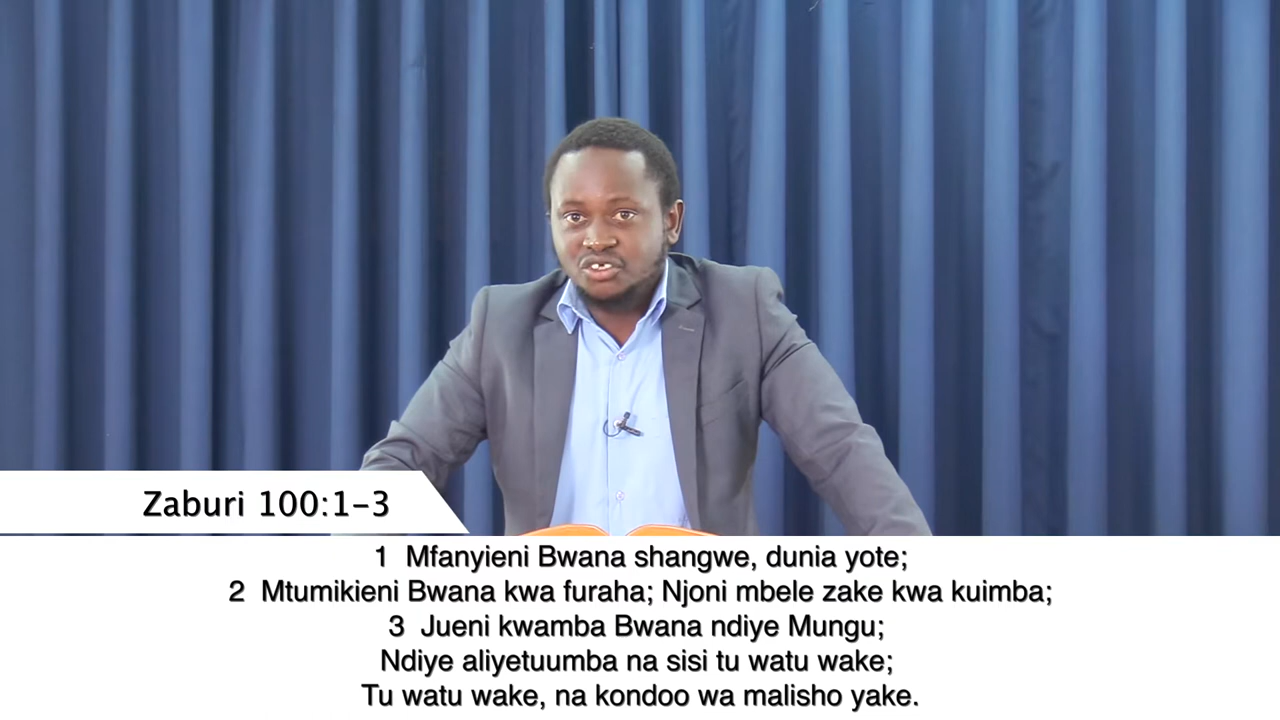 Zaburi 100:1-3
1 Mfanyieni Bwana shangwe, dunia yote;
2 Mtumikieni Bwana kwa furaha; Njoni mbele zake kwa kuimba;
3 Jueni kwamba Bwana ndiye Mungu;
Ndiye aliyetuumba na sisi tu watu wake;
Tu watu wake, na kondoo wa malisho yake.